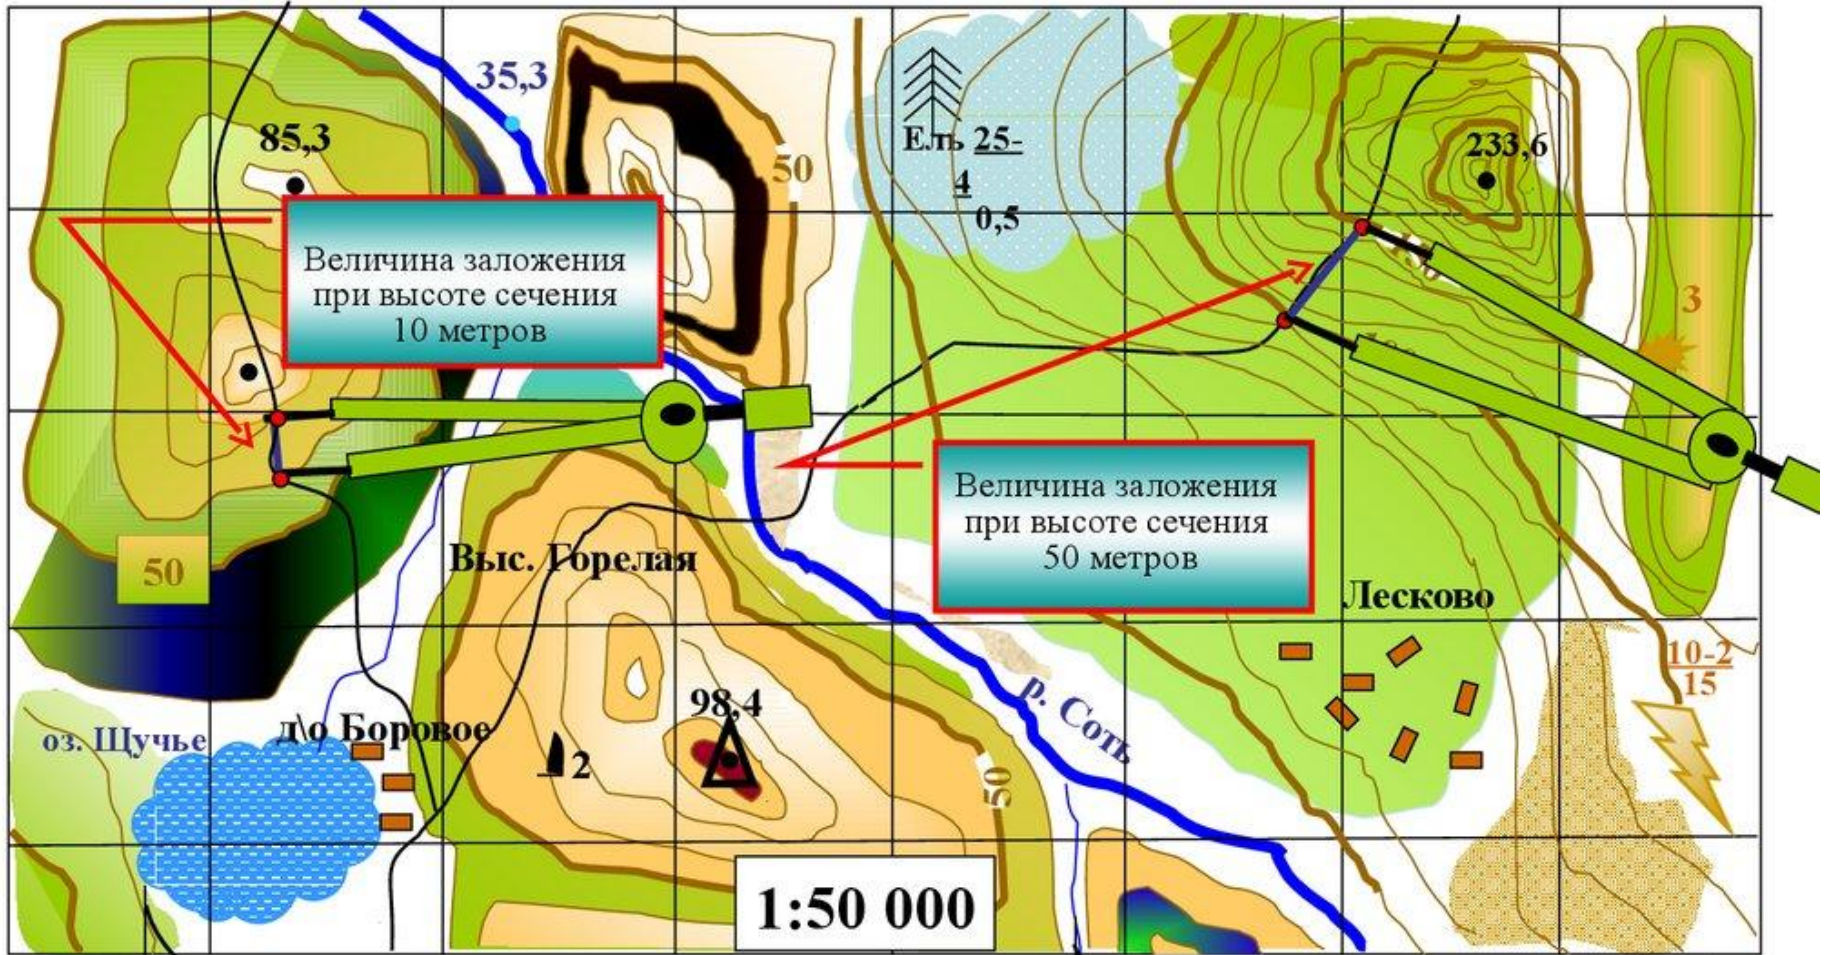 35,3
85,3
50
Ель 25-
4
0,5
233,6
Величина заложения
при высоте сечения
10 метров
3
Величина заложения
при высоте сечения
50 метров
50
Выс. Горелая
Лесково
10-2
15
98,4
р. Соть
оз. Щучье
д\о Боровое
2
50
1:50 000